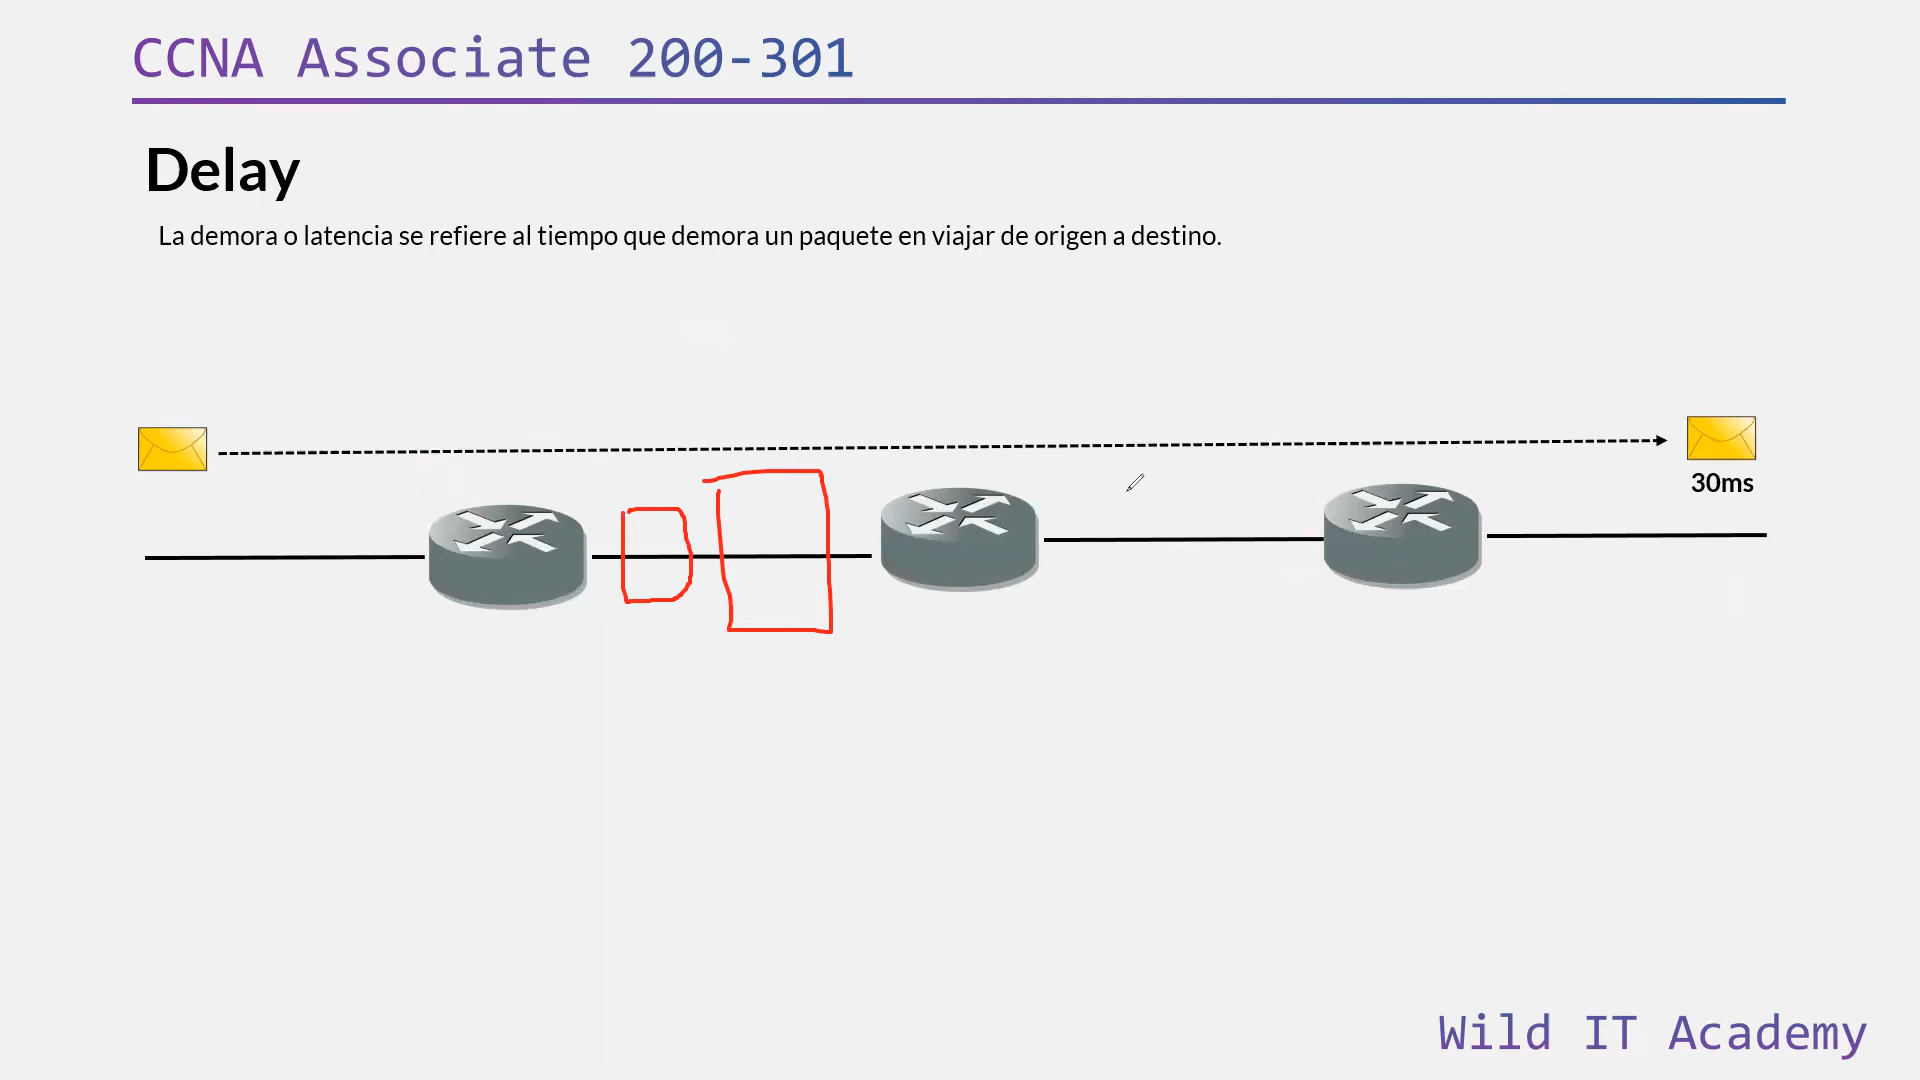 CCNA Associate 200-301
Delay
La demora o latencia se refiere al tiempo que demora un paquete en viajar de origen a destino.
30ms
Wild IT Academy